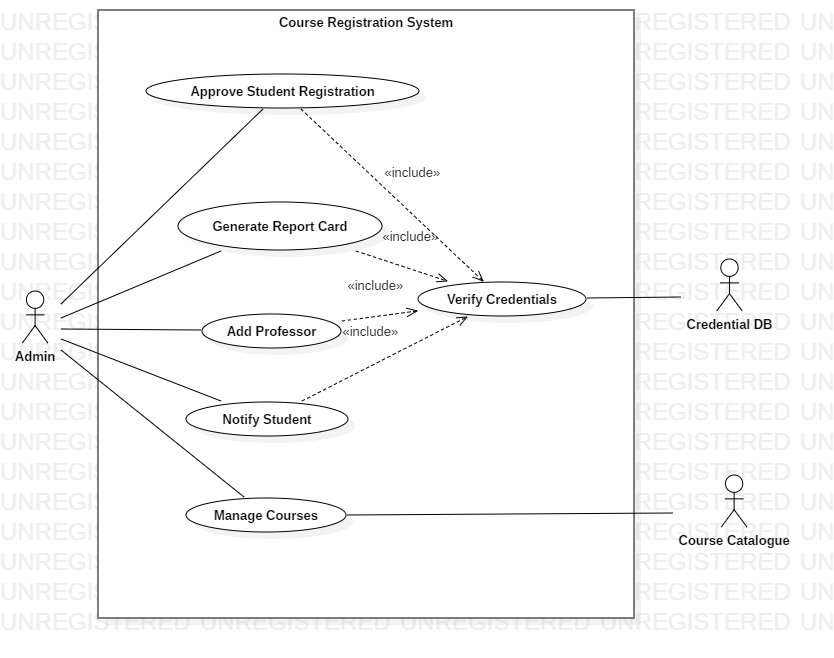 Course Registration System
Approve Student Registration
«include»
Generate Report Card
«include»
«include»
Verify Credentials
Add Professor
«include»
Credential DB
Admin
Notify Student
Manage Courses
Course Catalogue
UNREGISTERED UNREGISTERED UNREGISTERED UNREGISTERED UN